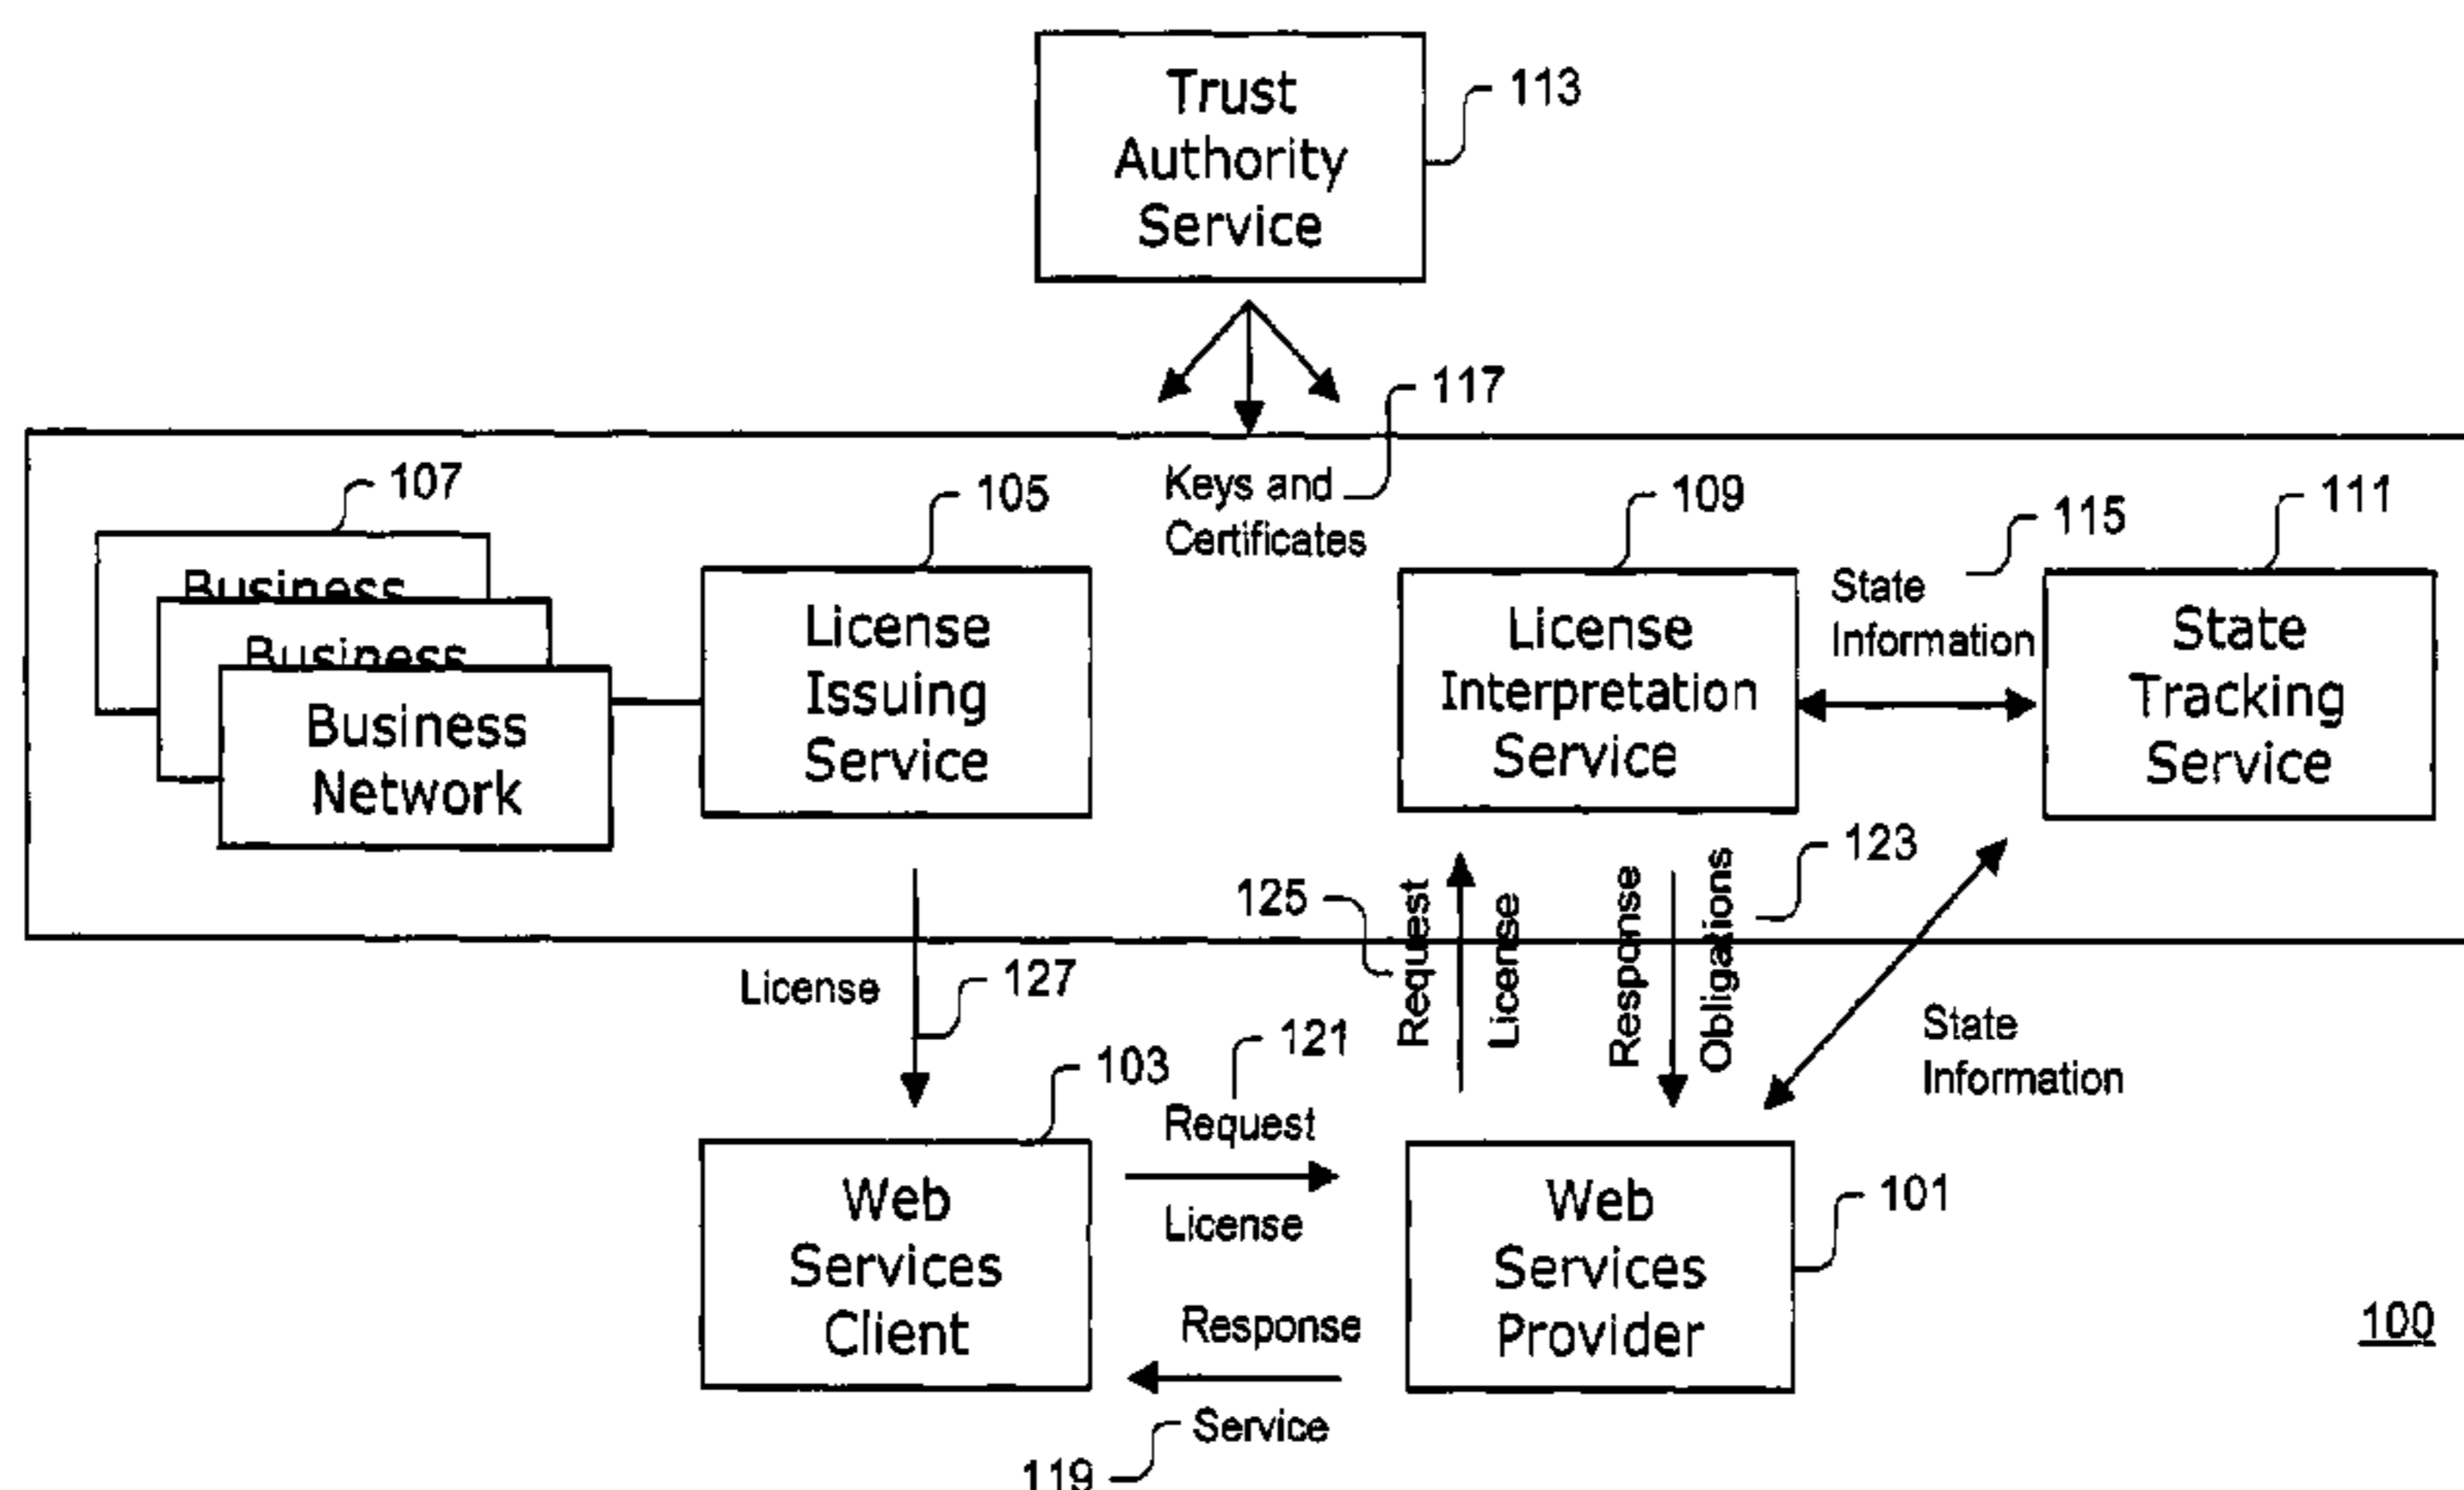 Trust
Authority
Service
113
117
Keys and
Certificates
107
105
109
115
111
Business
Business
Business
Network
License
Issuing
Service
License
Interpretation
Service
State
Information
State
Tracking
Service
123
125
Request
License
Response
Obligations
License
127
121
103
Request
License
State
Information
Web
Services
Client
Web
Services
Provider
101
Response
Service
119
100